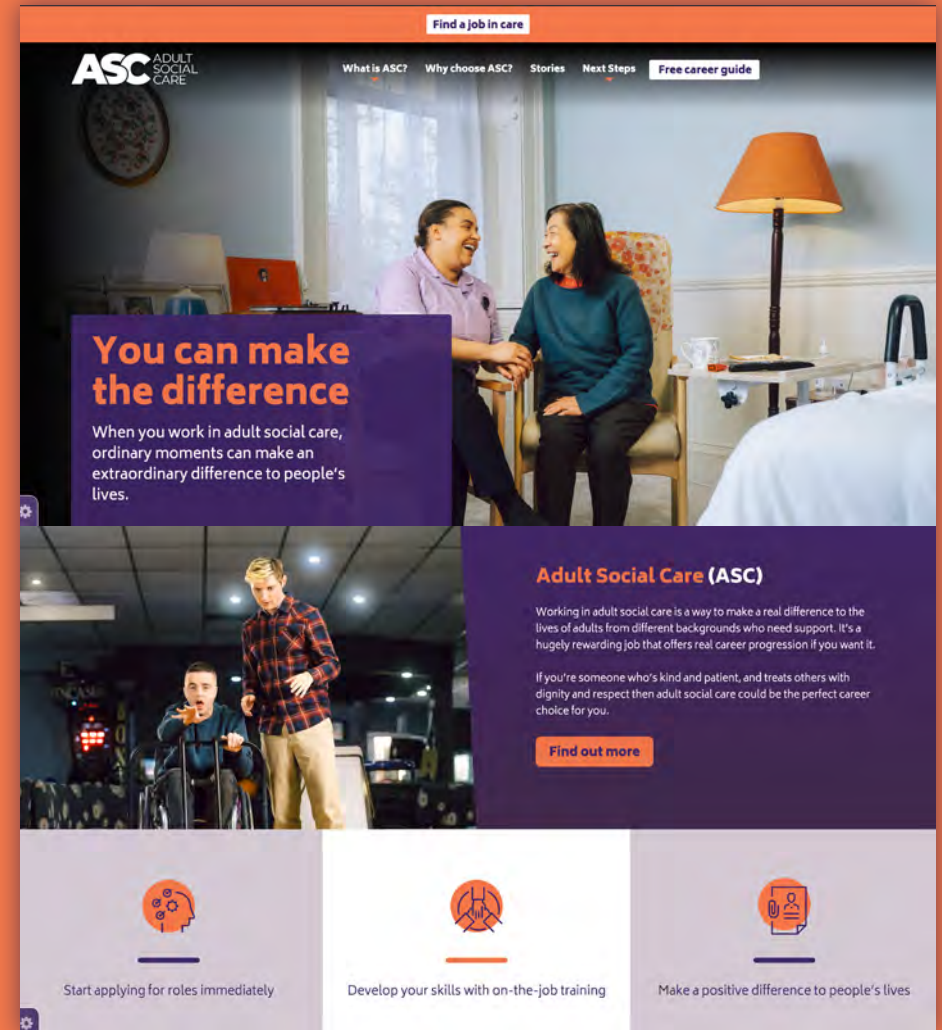 Find a job in care
ASC ADULT
SOCIAL
CARE
What is ASC?
Why choose ASC?
Stories
Next Steps
Free career guide
You can make
the difference
When you work in adult social care,
ordinary moments can make an
extraordinary difference to people's
lives.
Adult Social Care (ASC)
Working in adult social care is a way to make a real difference to the
lives of adults from different backgrounds who need support. It's a
hugely rewarding job that offers real career progression if you want it.
If you're someone who's kind and patient, and treats others with
dignity and respect then adult social care could be the perfect career
choice for you.
Find out more
Start applying for roles immediately
Develop your skills with on-the-job training
Make a positive difference to people's lives